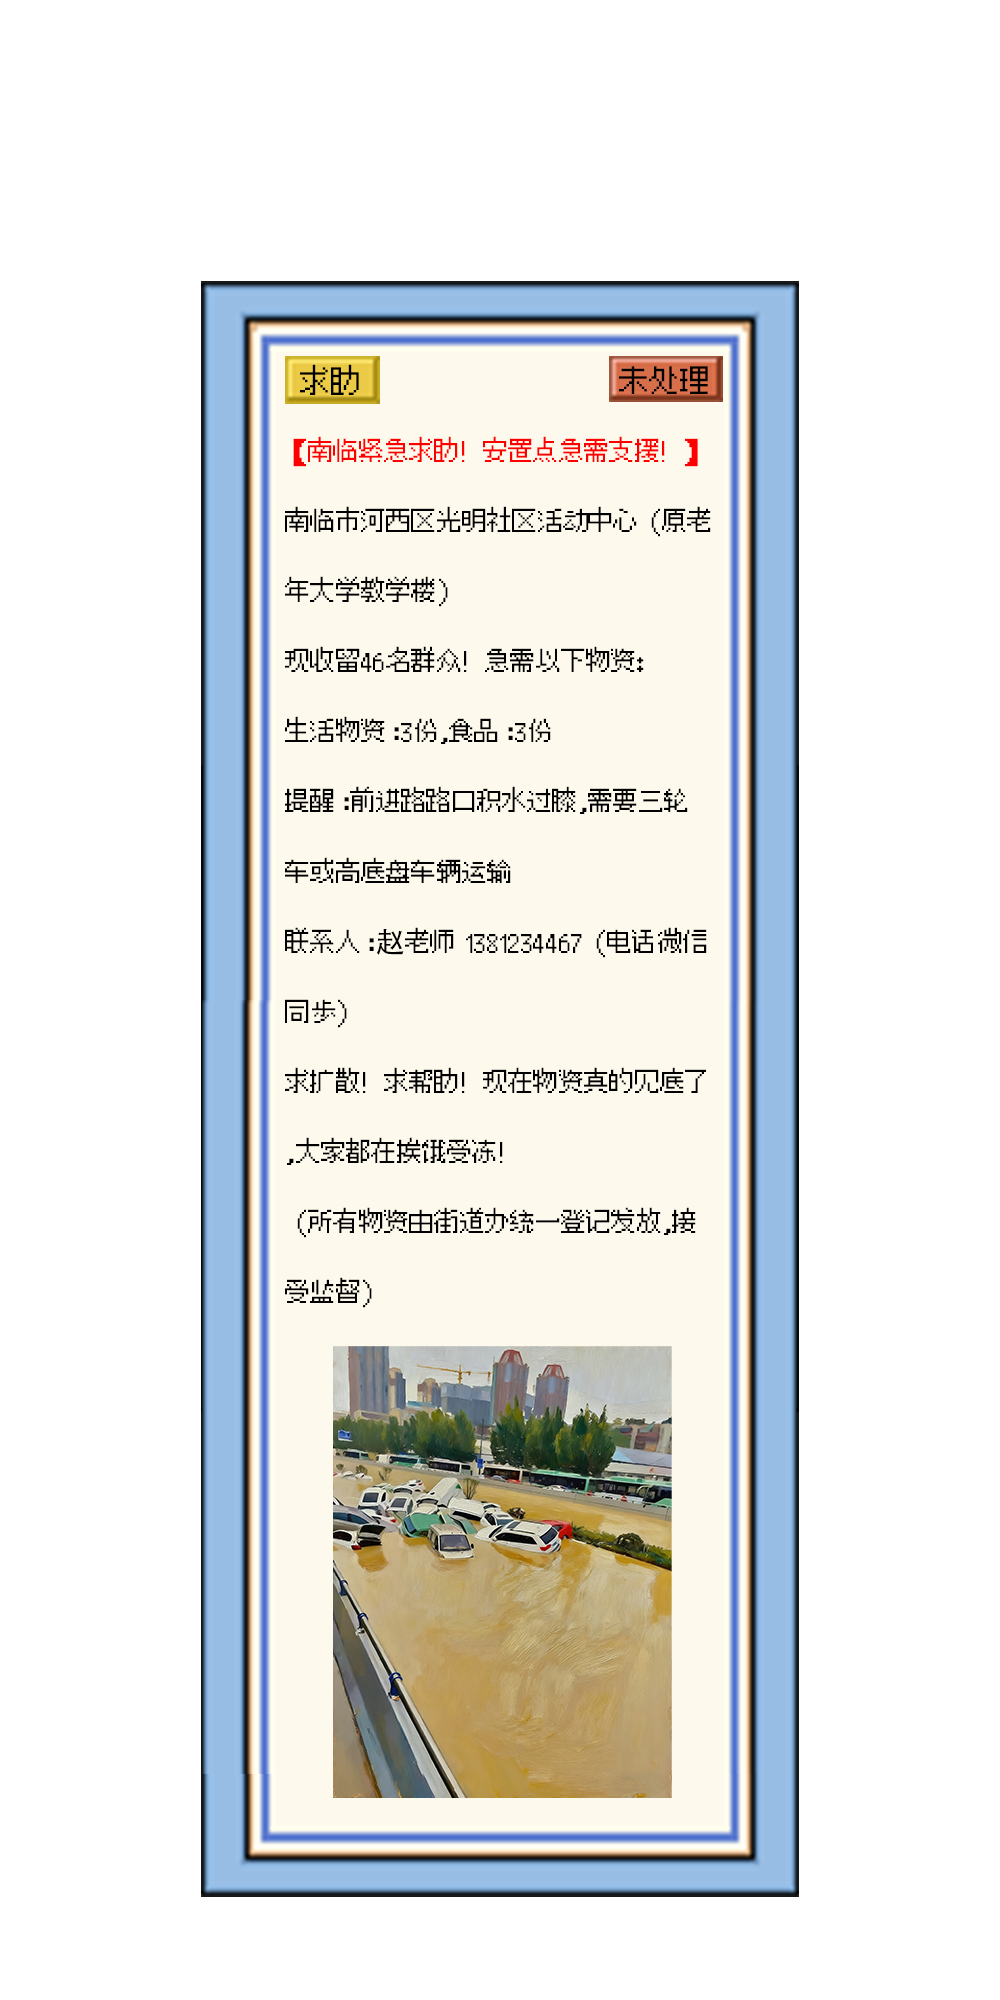 求助
未处理
【南临紧急求助！安置点急需支援！】
南临市河西区光明社区活动中心（原老
年大学教学楼）
现收留46名群众！急需以下物资：
生活物资：3份，食品：3份
提醒：前进路路口积水过膝，需要三轮
车或高底盘车辆运输
联系人：赵老师 1381234467（电话微信
同步）
求扩散！求帮助！现在物资真的见底了
，大家都在挨饿受冻！
（所有物资由街道办统一登记发放，接
受监督）